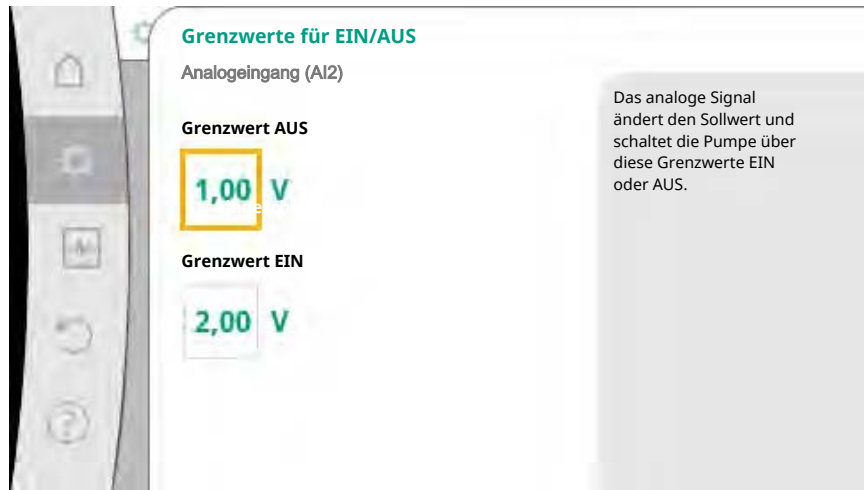 Grenzwerte für EIN/AUS
Analogeingang (AI2)
Grenzwert AUS
1,00 V
Grenzwert EIN
2,00 V
Das analoge Signal
ändert den Sollwert und
schaltet die Pumpe über
diese Grenzwerte EIN
oder AUS.